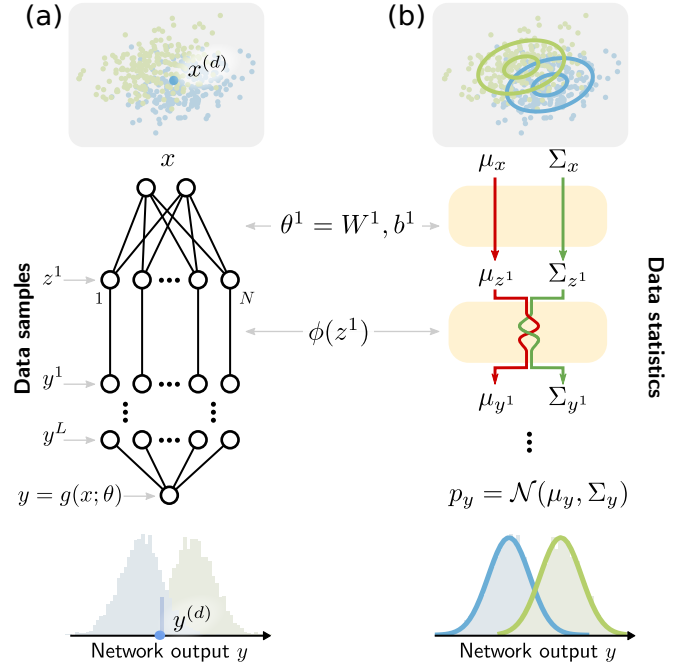 (a)
x^{(d)}
x
Data samples
z^1
1
N
y^1
y^L
y = g(x; θ)
y^{(d)}
Network output y
θ^1 = W^1, b^1
ϕ(z^1)
(b)
μ_x Σ_x
μ_{z^1} Σ_{z^1}
μ_{y^1} Σ_{y^1}
Data statistics
p_y = 𝒩(μ_y, Σ_y)
Network output y